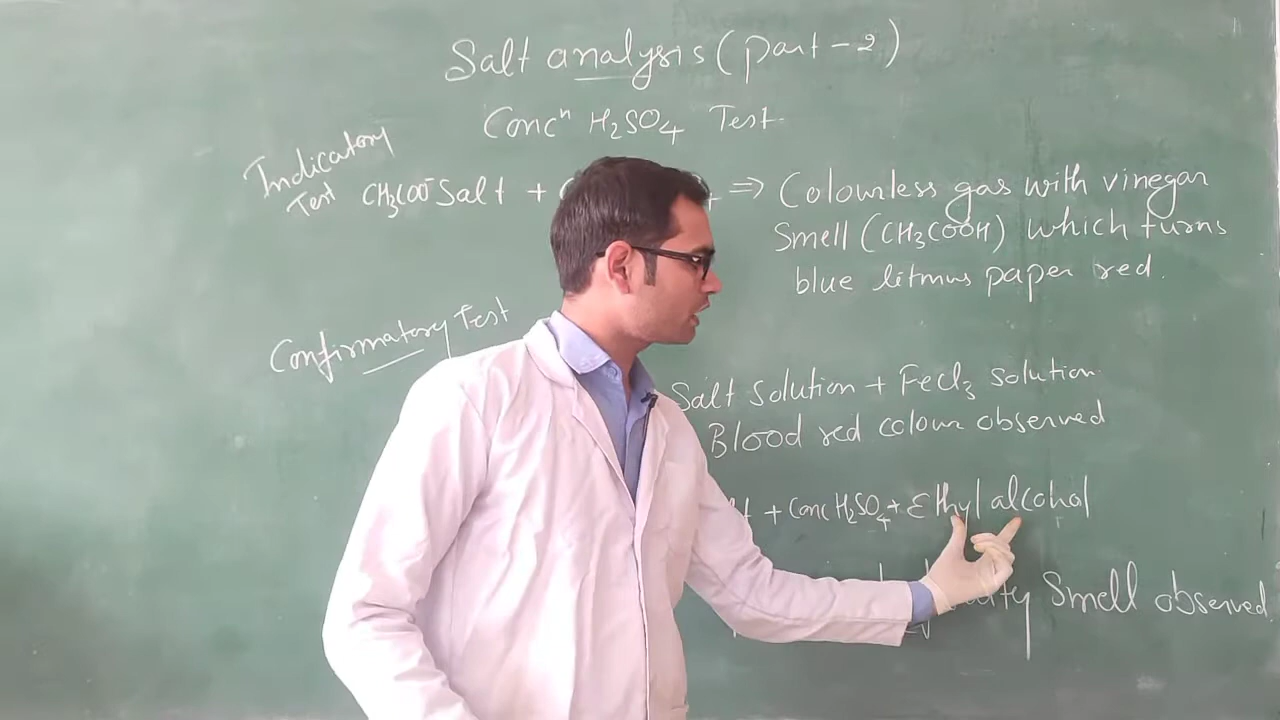 Salt analysis (part-2)
Concⁿ H₂SO₄ Test.
Indicatory
Test
CH₃COO⁻ Salt + ⇒ Colourless gas with vinegar
Smell (CH₃COOH) which turns
blue litmus paper red.
Confirmatory Test
Salt solution + FeCl₃ solution
Blood red colour observed
+ Conc H₂SO₄ + Ethyl alcohol
Smell observed